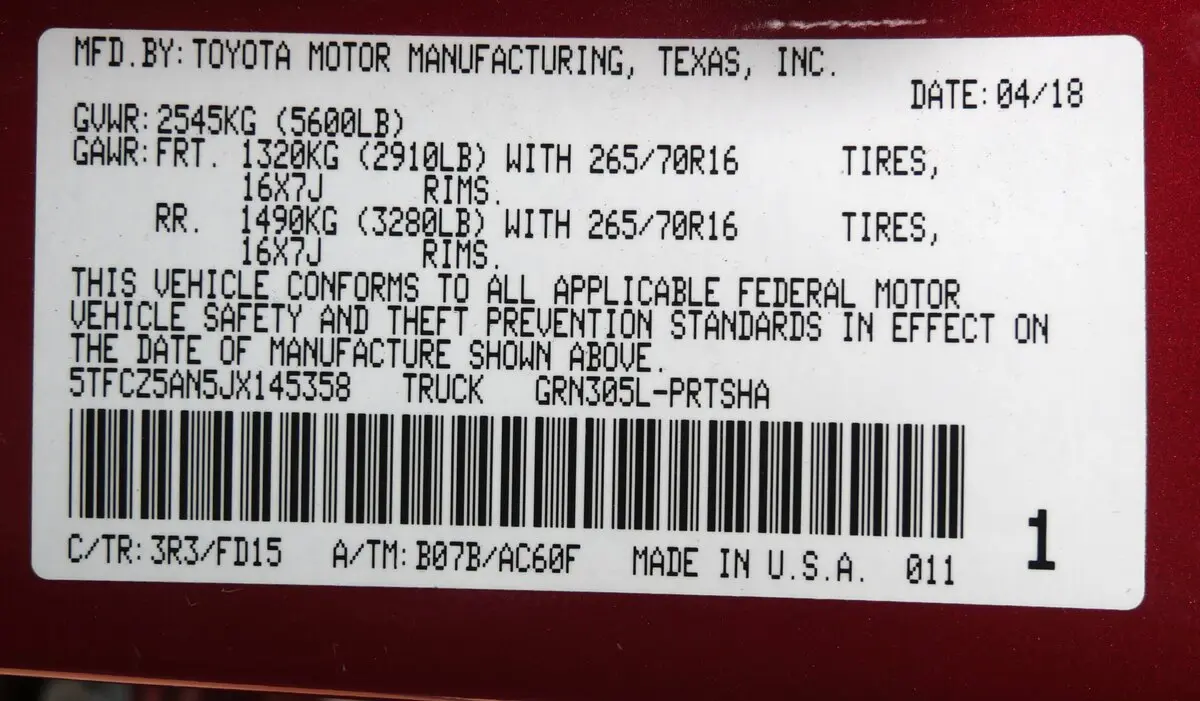 MFD.BY:TOYOTA MOTOR MANUFACTURING, TEXAS, INC.
DATE:04/18
GVWR:2545KG (5600LB)
GAWR:FRT. 1320KG (2910LB) WITH 265/70R16 TIRES,
16X7J RIMS.
RR. 1490KG (3280LB) WITH 265/70R16 TIRES,
16X7J RIMS.
THIS VEHICLE CONFORMS TO ALL APPLICABLE FEDERAL MOTOR
VEHICLE SAFETY AND THEFT PREVENTION STANDARDS IN EFFECT ON
THE DATE OF MANUFACTURE SHOWN ABOVE.
5TFCZ5AN5JX145358 TRUCK GRN305L-PRTSHA
C/TR:3R3/FD15 A/TM:B07B/AC60F MADE IN U.S.A. 011
1